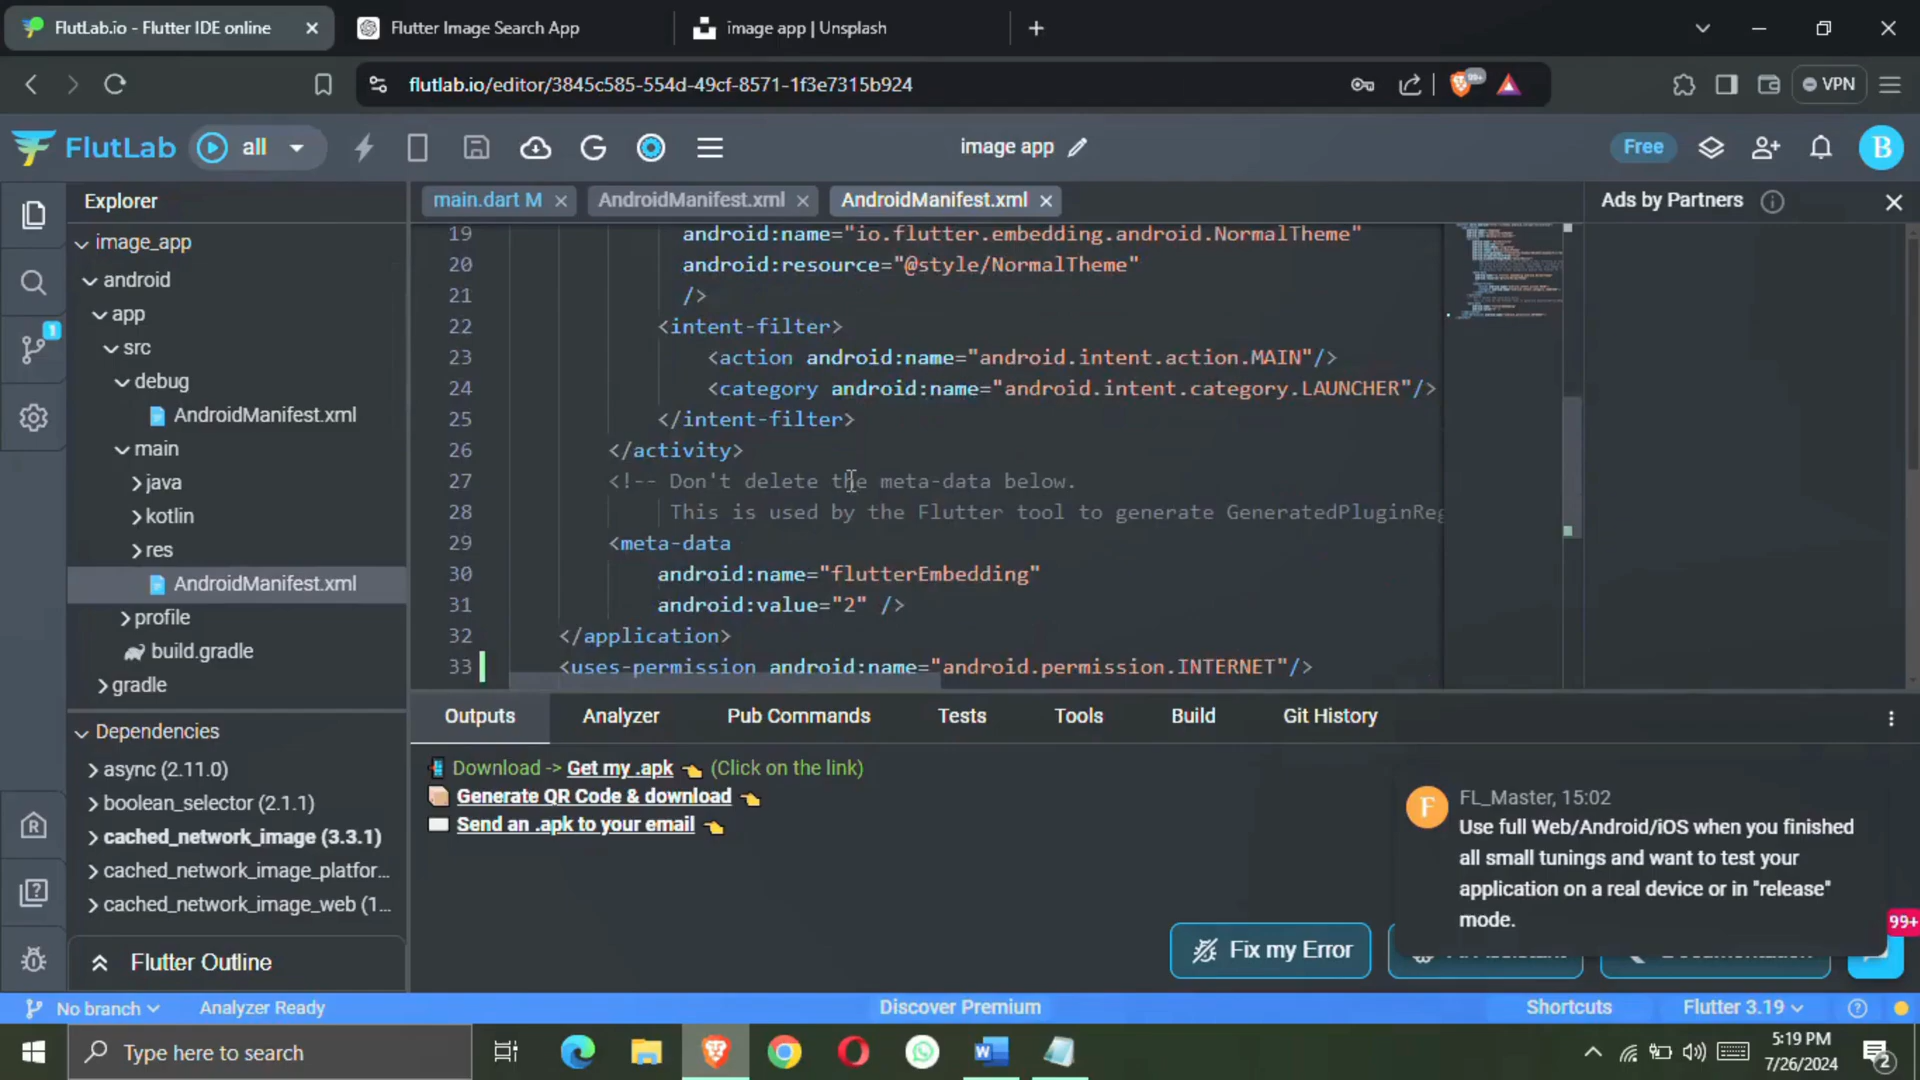 FlutLab.io - Flutter IDE online
Flutter Image Search App
image app | Unsplash
flutlab.io/editor/3845c585-554d-49cf-8571-1f3e7315b924
99+
VPN
FlutLab
all
image app
Free
B
Explorer
main.dart M
AndroidManifest.xml
AndroidManifest.xml
Ads by Partners
image_app
android
app
src
debug
AndroidManifest.xml
main
java
kotlin
res
AndroidManifest.xml
profile
build.gradle
gradle
1
19 android:name="io.flutter.embedding.android.NormalTheme"
20 android:resource="@style/NormalTheme"
21 />
22 <intent-filter>
23 <action android:name="android.intent.action.MAIN"/>
24 <category android:name="android.intent.category.LAUNCHER"/>
25 </intent-filter>
26 </activity>
27 <!-- Don't delete the meta-data below.
28 This is used by the Flutter tool to generate GeneratedPluginReg
29 <meta-data
30 android:name="flutterEmbedding"
31 android:value="2" />
32 </application>
33 <uses-permission android:name="android.permission.INTERNET"/>
Dependencies
async (2.11.0)
boolean_selector (2.1.1)
cached_network_image (3.3.1)
cached_network_image_platfor...
cached_network_image_web (1...
Flutter Outline
Outputs
Analyzer
Pub Commands
Tests
Tools
Build
Git History
Download -> Get my .apk (Click on the link)
Generate QR Code & download
Send an .apk to your email
F
FL_Master, 15:02
Use full Web/Android/iOS when you finished
all small tunings and want to test your
application on a real device or in "release"
mode.
99+
Fix my Error
No branch
Analyzer Ready
Discover Premium
Shortcuts
Flutter 3.19
Type here to search
5:19 PM
7/26/2024
2